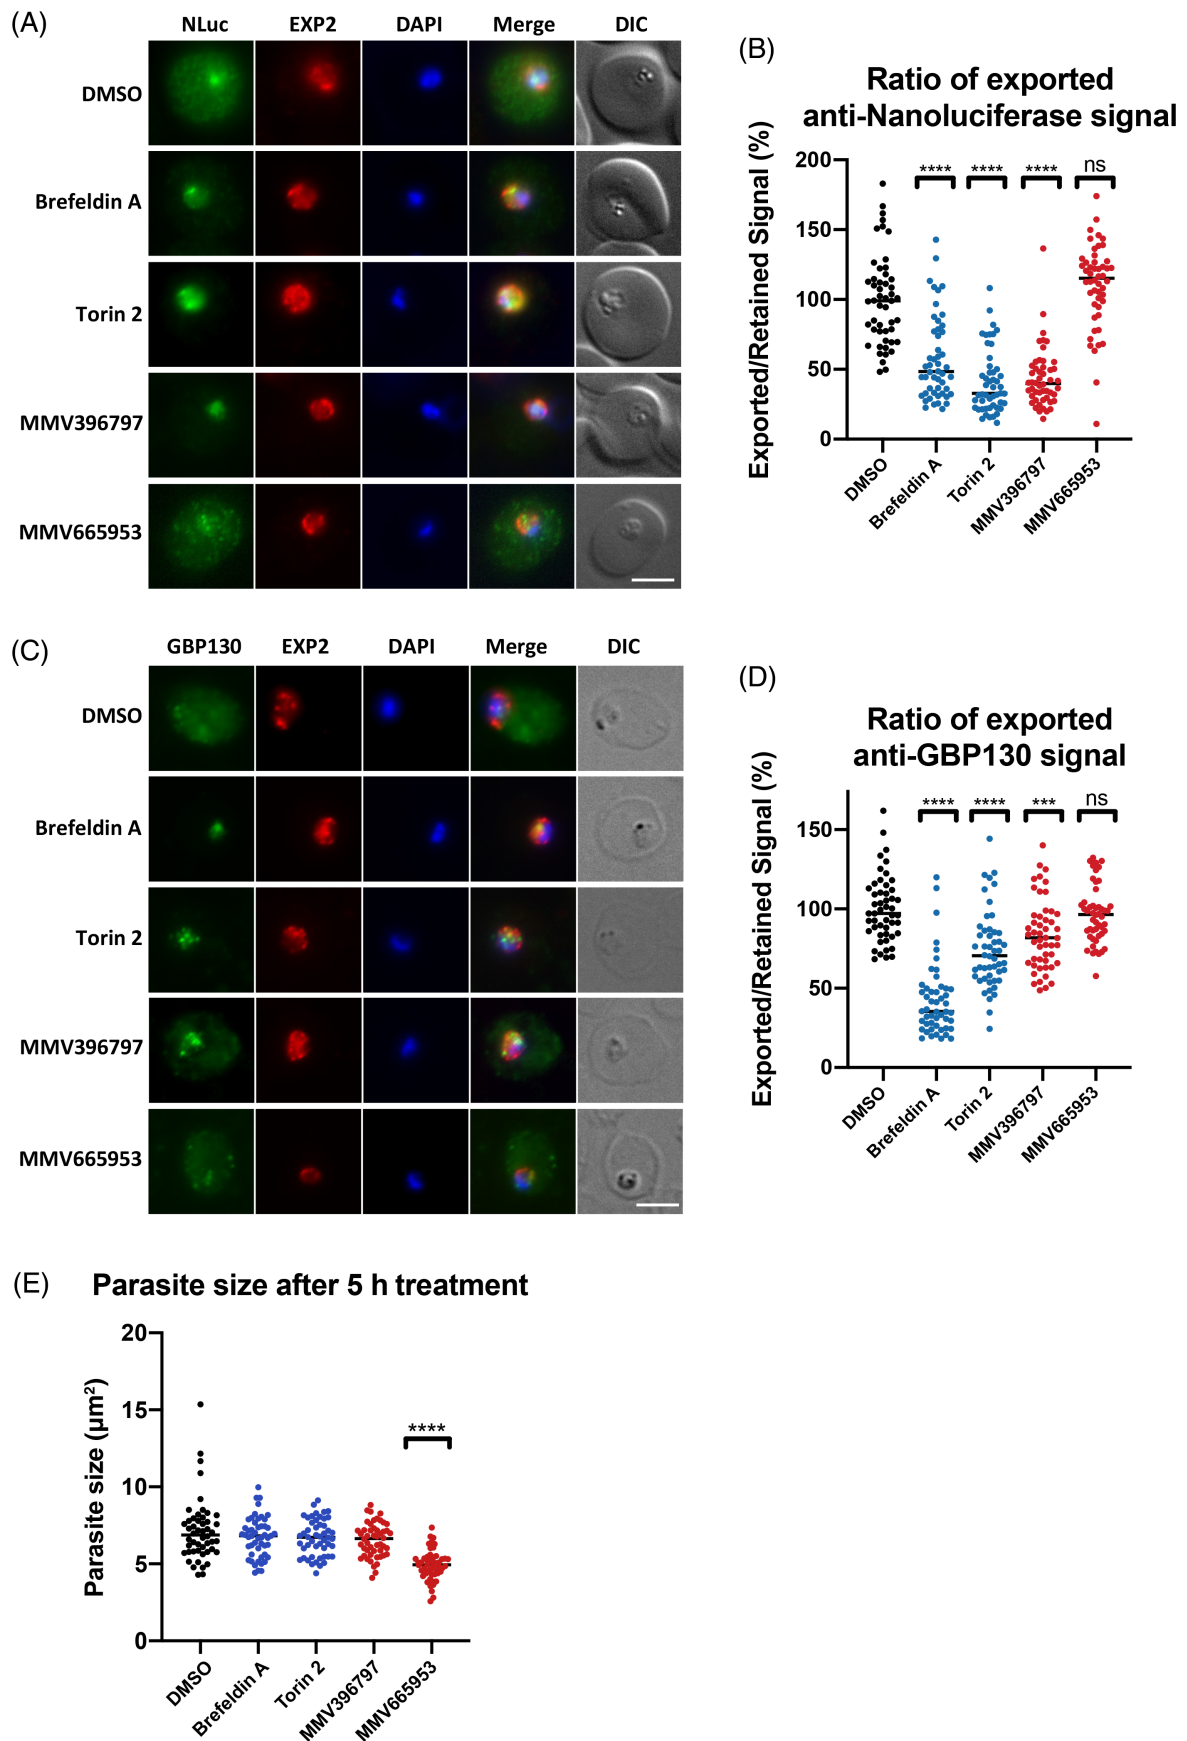 (A)
NLuc EXP2 DAPI Merge DIC
DMSO
Brefeldin A
Torin 2
MMV396797
MMV665953
(B)
Ratio of exported
anti-Nanoluciferase signal
Exported/Retained Signal (%)
200
150
100
50
0
**** **** **** ns
DMSO
Brefeldin A
Torin 2
MMV396797
MMV665953
(C)
GBP130 EXP2 DAPI Merge DIC
DMSO
Brefeldin A
Torin 2
MMV396797
MMV665953
(D)
Ratio of exported
anti-GBP130 signal
Exported/Retained Signal (%)
150
100
50
0
**** **** *** ns
DMSO
Brefeldin A
Torin 2
MMV396797
MMV665953
(E)
Parasite size after 5 h treatment
Parasite size (µm²)
20
15
10
5
0
****
DMSO
Brefeldin A
Torin 2
MMV396797
MMV665953